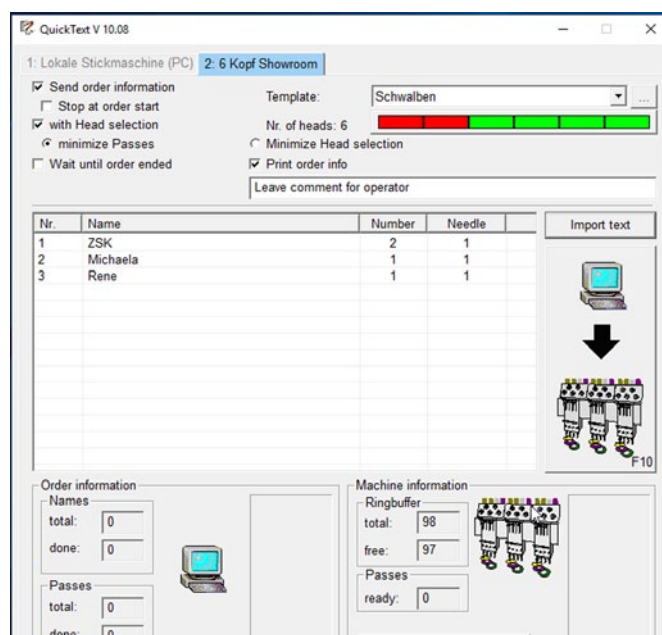 QuickText V 10.08
1: Lokale Stickmaschine (PC) 2: 6 Kopf Showroom
Send order information
Stop at order start
Template: Schwalben ...
with Head selection
Nr. of heads: 6
minimize Passes
Minimize Head selection
Wait until order ended
Print order info
Leave comment for operator
Nr. Name Number Needle
Import text
1 ZSK 2 1
2 Michaela 1 1
3 Rene 1 1
F10
Order information
Names
total: 0
done: 0
Passes
total: 0
done: 0
Machine information
Ringbuffer
total: 98
free: 97
Passes
ready: 0